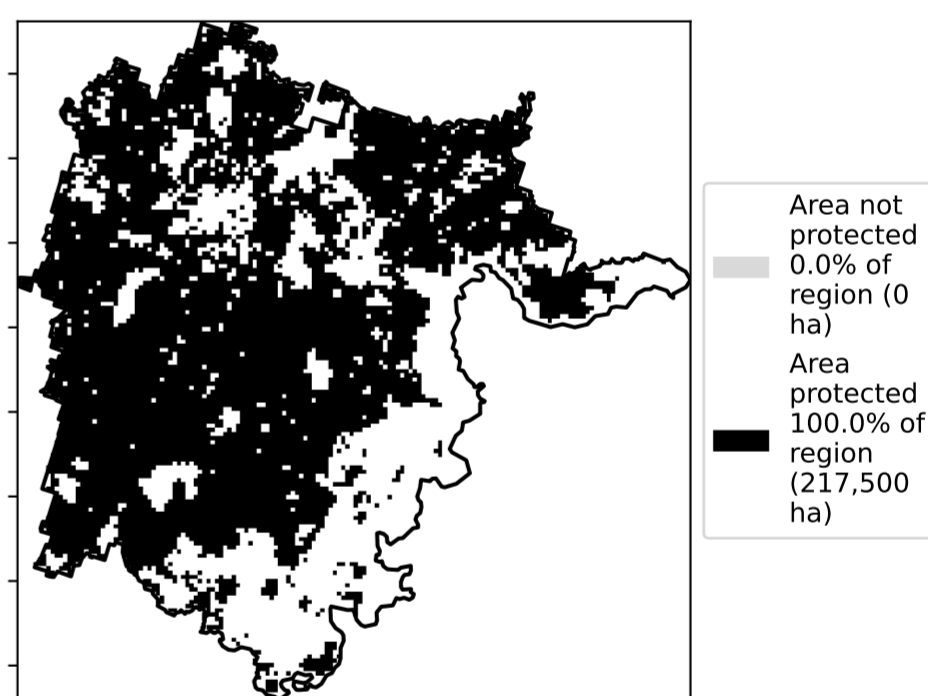 Area not
protected
0.0% of
region (0
ha)
Area
protected
100.0% of
region
(217,500
ha)